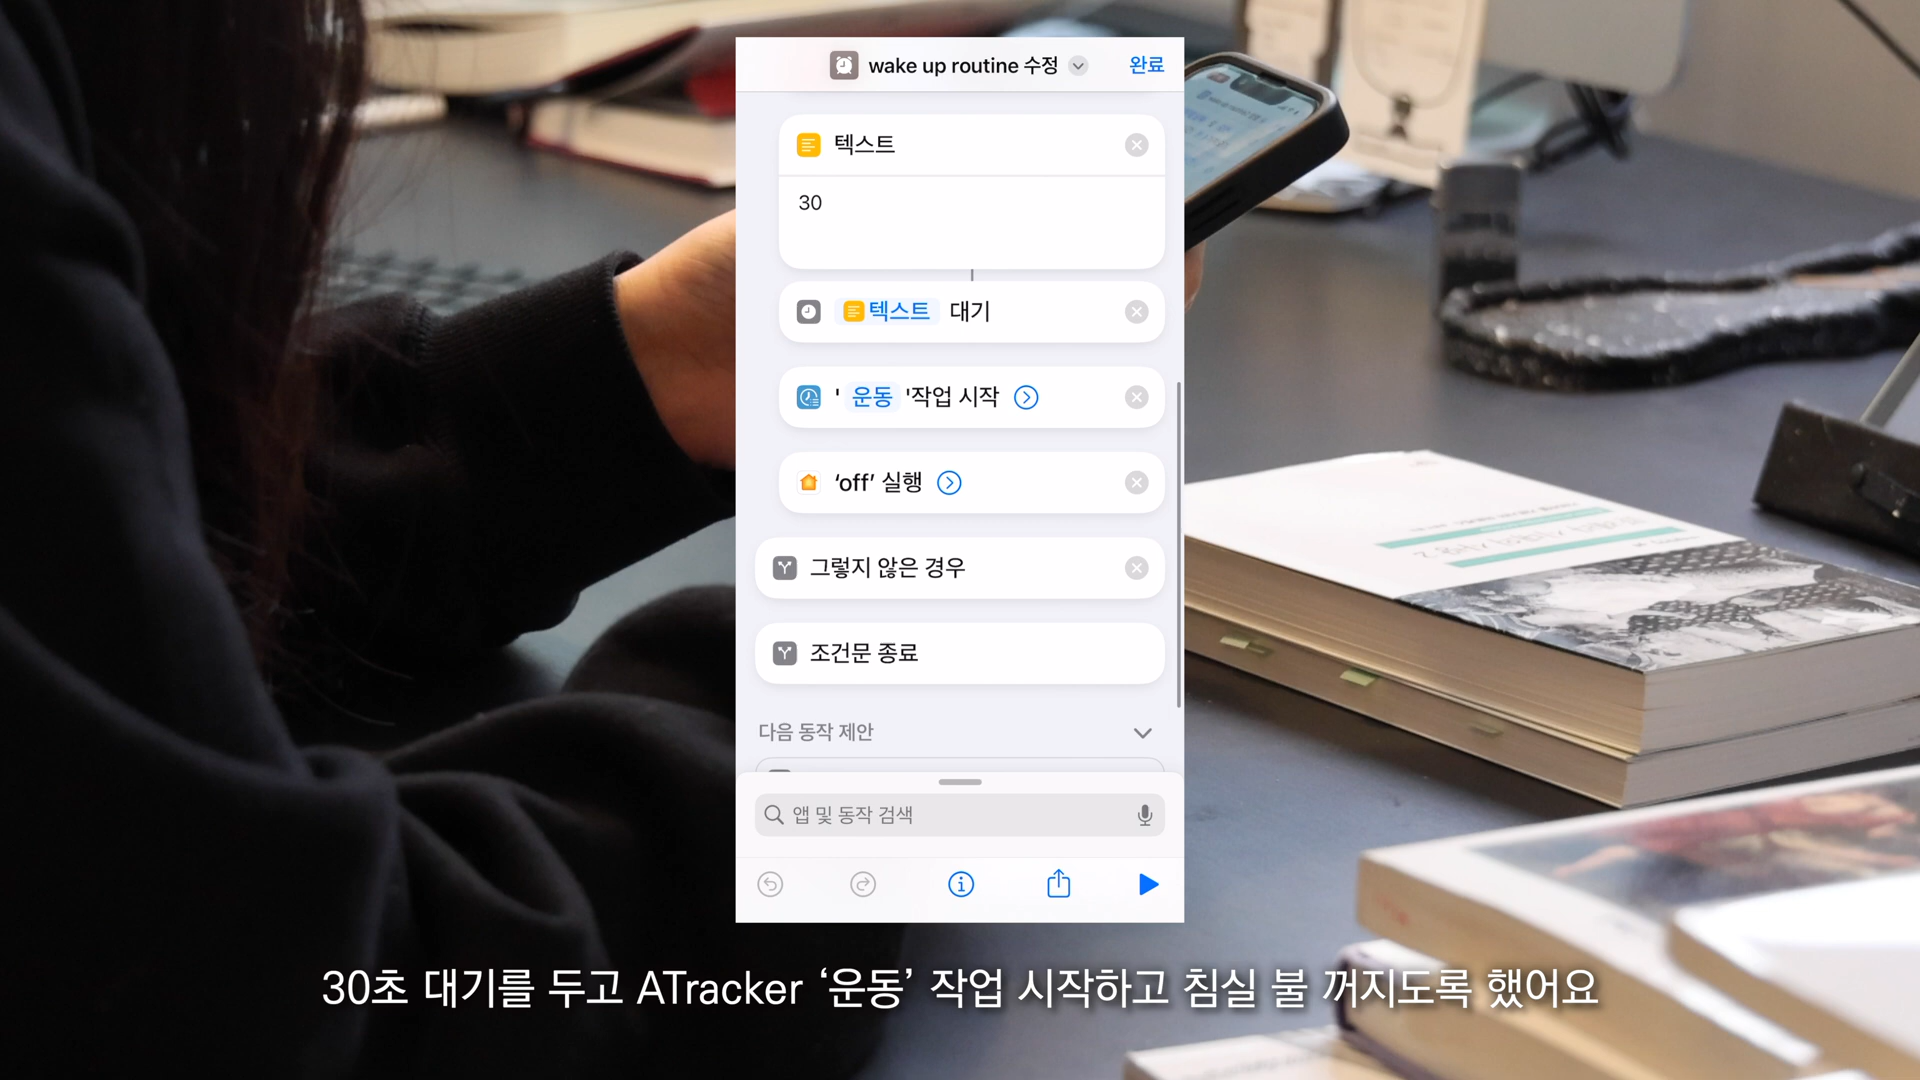 wake up routine 수정
완료
텍스트
30
텍스트 대기
' 운동 '작업 시작
‘off’ 실행
그렇지 않은 경우
조건문 종료
다음 동작 제안
앱 및 동작 검색
30초 대기를 두고 ATracker ‘운동’ 작업 시작하고 침실 불 꺼지도록 했어요